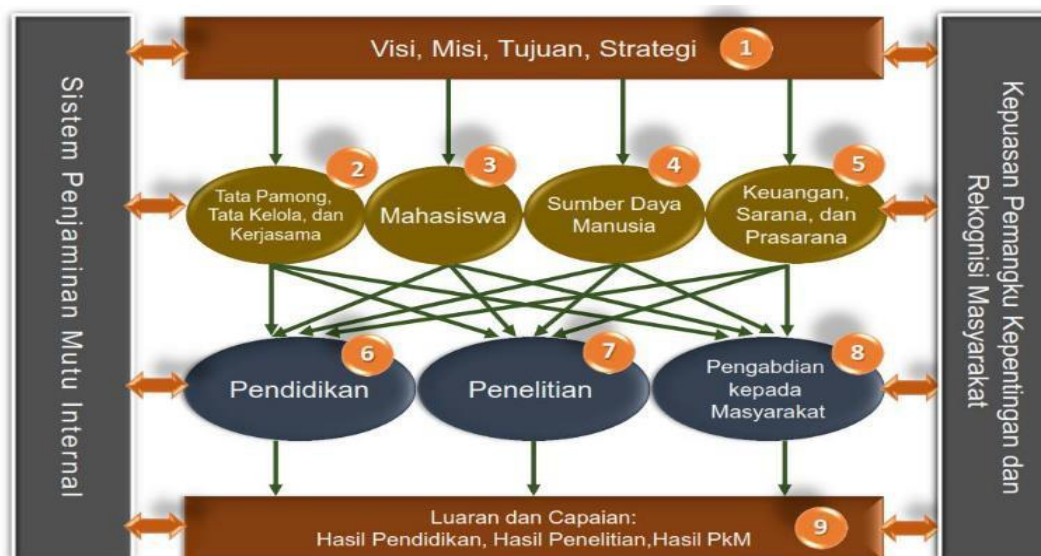 Sistem Penjaminan Mutu Internal
Visi, Misi, Tujuan, Strategi
1
2
Tata Pamong,
Tata Kelola, dan
Kerjasama
3
Mahasiswa
4
Sumber Daya
Manusia
5
Keuangan,
Sarana, dan
Prasarana
6
Pendidikan
7
Penelitian
8
Pengabdian
kepada
Masyarakat
Luaran dan Capaian:
Hasil Pendidikan, Hasil Penelitian,Hasil PkM
9
Kepuasan Pemangku Kepentingan dan
Rekognisi Masyarakat